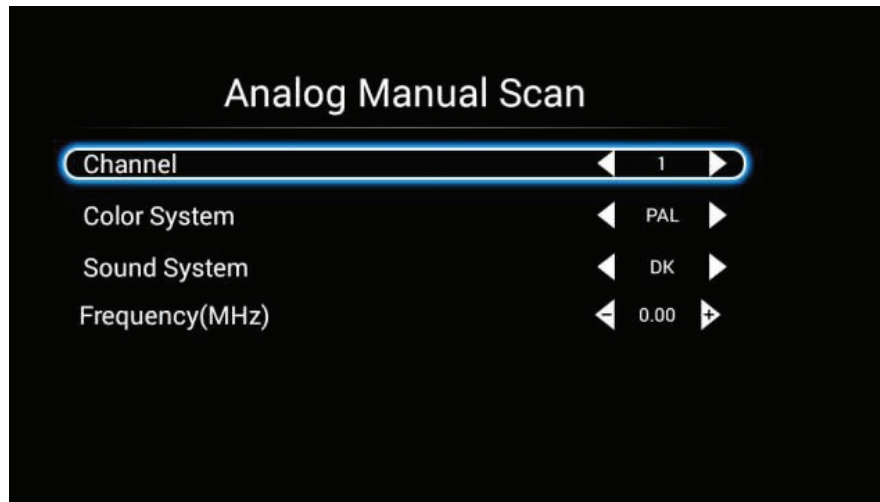 Analog Manual Scan
Channel 1
Color System PAL
Sound System DK
Frequency(MHz) - 0.00 +